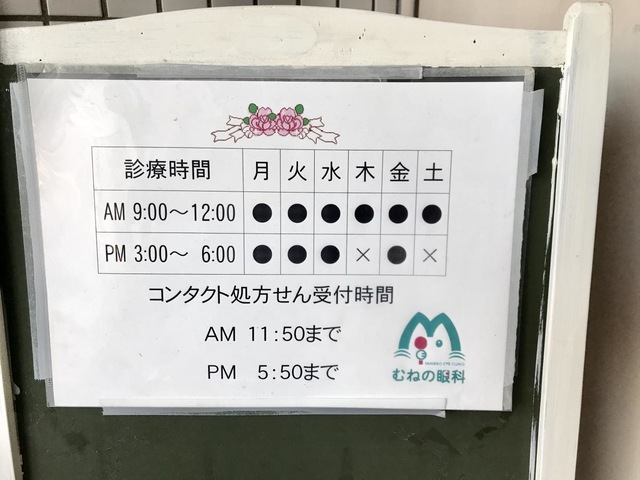 診療時間 月 火 水 木 金 土
AM 9:00～12:00 ● ● ● ● ● ●
PM 3:00～ 6:00 ● ● ● × ● ×
コンタクト処方せん受付時間
AM 11:50まで
PM 5:50まで
むねの眼科